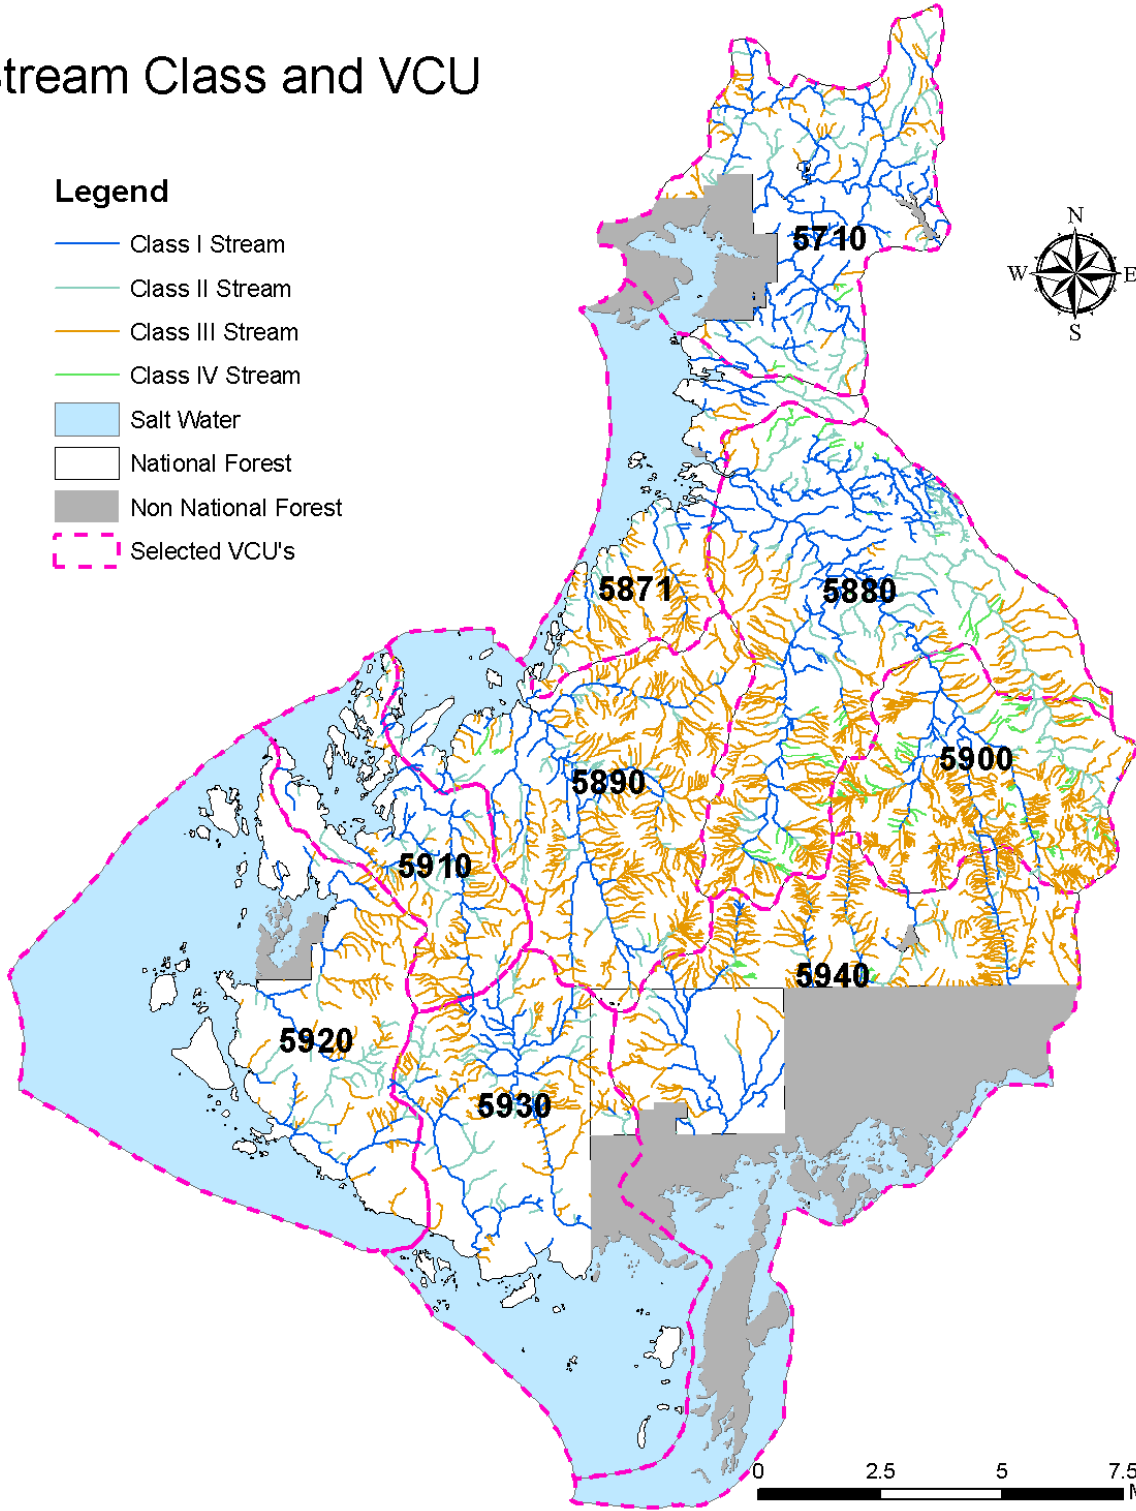 tream Class and VCU
Legend
Class I Stream
Class II Stream
Class III Stream
Class IV Stream
Salt Water
National Forest
Non National Forest
Selected VCU's
N
W E
S
5710
5871
5880
5900
5890
5910
5940
5920
5930
0 2.5 5 7.5
M